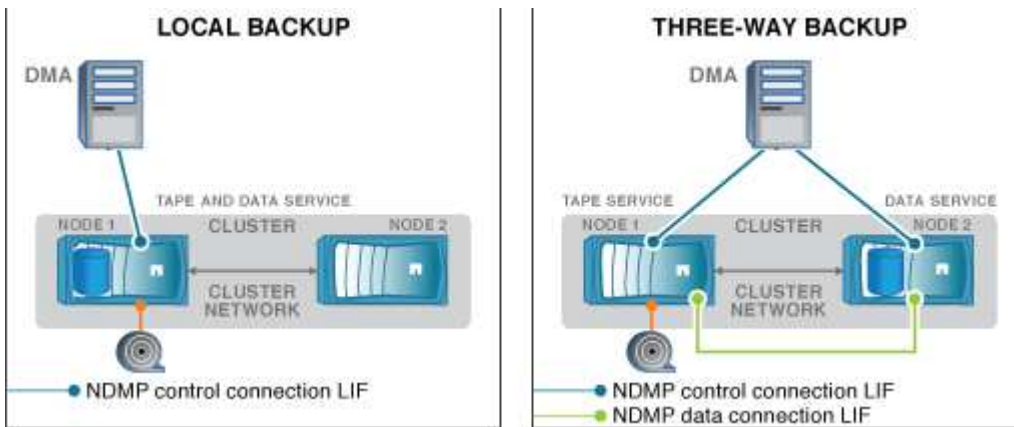 LOCAL BACKUP
DMA
TAPE AND DATA SERVICE
NODE 1
CLUSTER
NODE 2
CLUSTER
NETWORK
NDMP control connection LIF
THREE-WAY BACKUP
DMA
TAPE SERVICE
DATA SERVICE
NODE 1
CLUSTER
NODE 2
CLUSTER
NETWORK
NDMP control connection LIF
NDMP data connection LIF